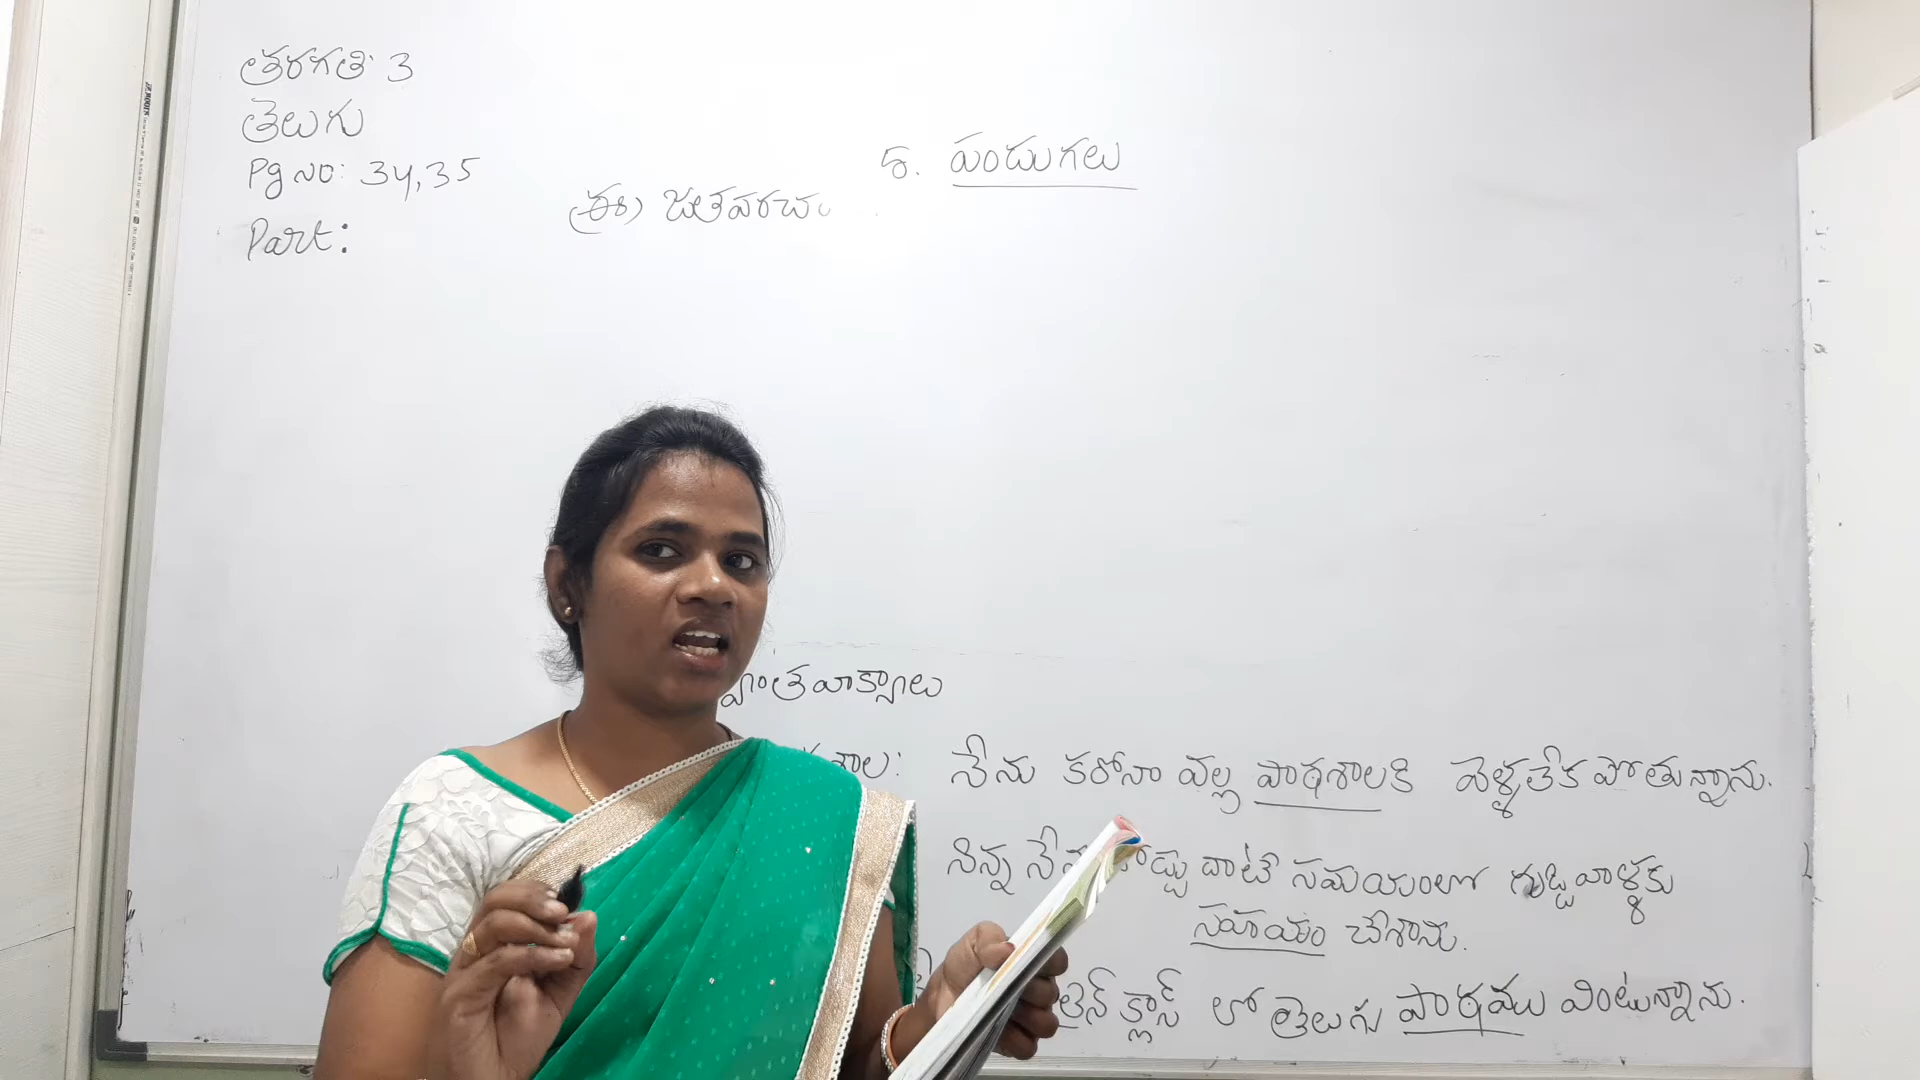 తరగతి: 3
తెలుగు
Pg No: 34,35
Part:
5. పండుగలు
(ఈ) జతపరచం
ంతవాక్యాలు
శాల: నేను కరోనా వల్ల పాఠశాలకి వెళ్ళలేక పోతున్నాను.
నిన్న నేను దాటే సమయంలో గుడ్డివాళ్ళకు
సహాయం చేశాను.
క్లాస్ లో తెలుగు పాఠము వింటున్నాను.